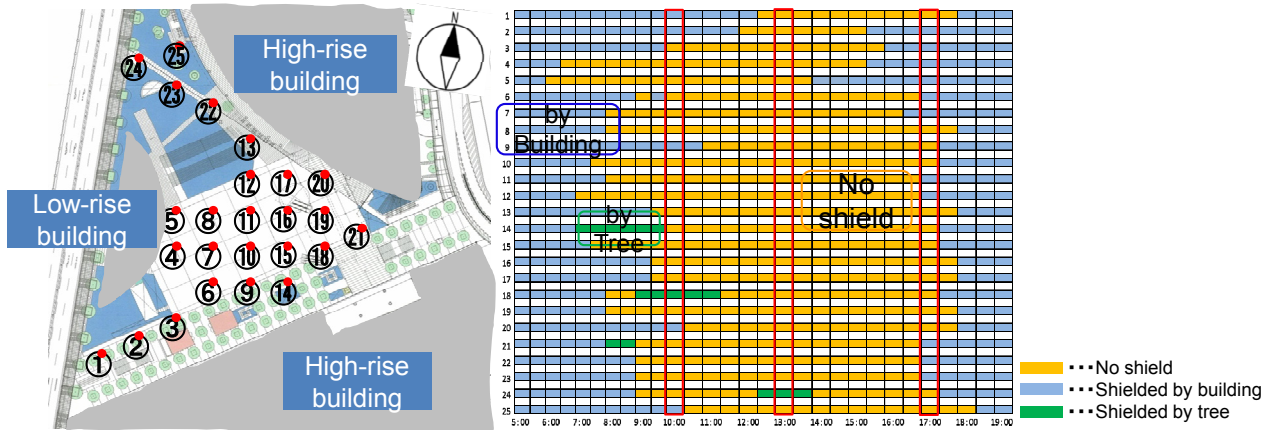 N
High-rise
building
Low-rise
building
High-rise
building
㉕
㉔
㉓
㉒
⑬
⑫ ⑰ ⑳
⑤ ⑧ ⑪ ⑯ ⑲
㉑
④ ⑦ ⑩ ⑮ ⑱
⑥ ⑨ ⑭
③
②
①
1
2
3
4
5
6
7
8
9
10
11
12
13
14
15
16
17
18
19
20
21
22
23
24
25
by
Building
by
Tree
No
shield
5:00 6:00 7:00 8:00 9:00 10:00 11:00 12:00 13:00 14:00 15:00 16:00 17:00 18:00 19:00
･･･No shield
･･･Shielded by building
･･･Shielded by tree